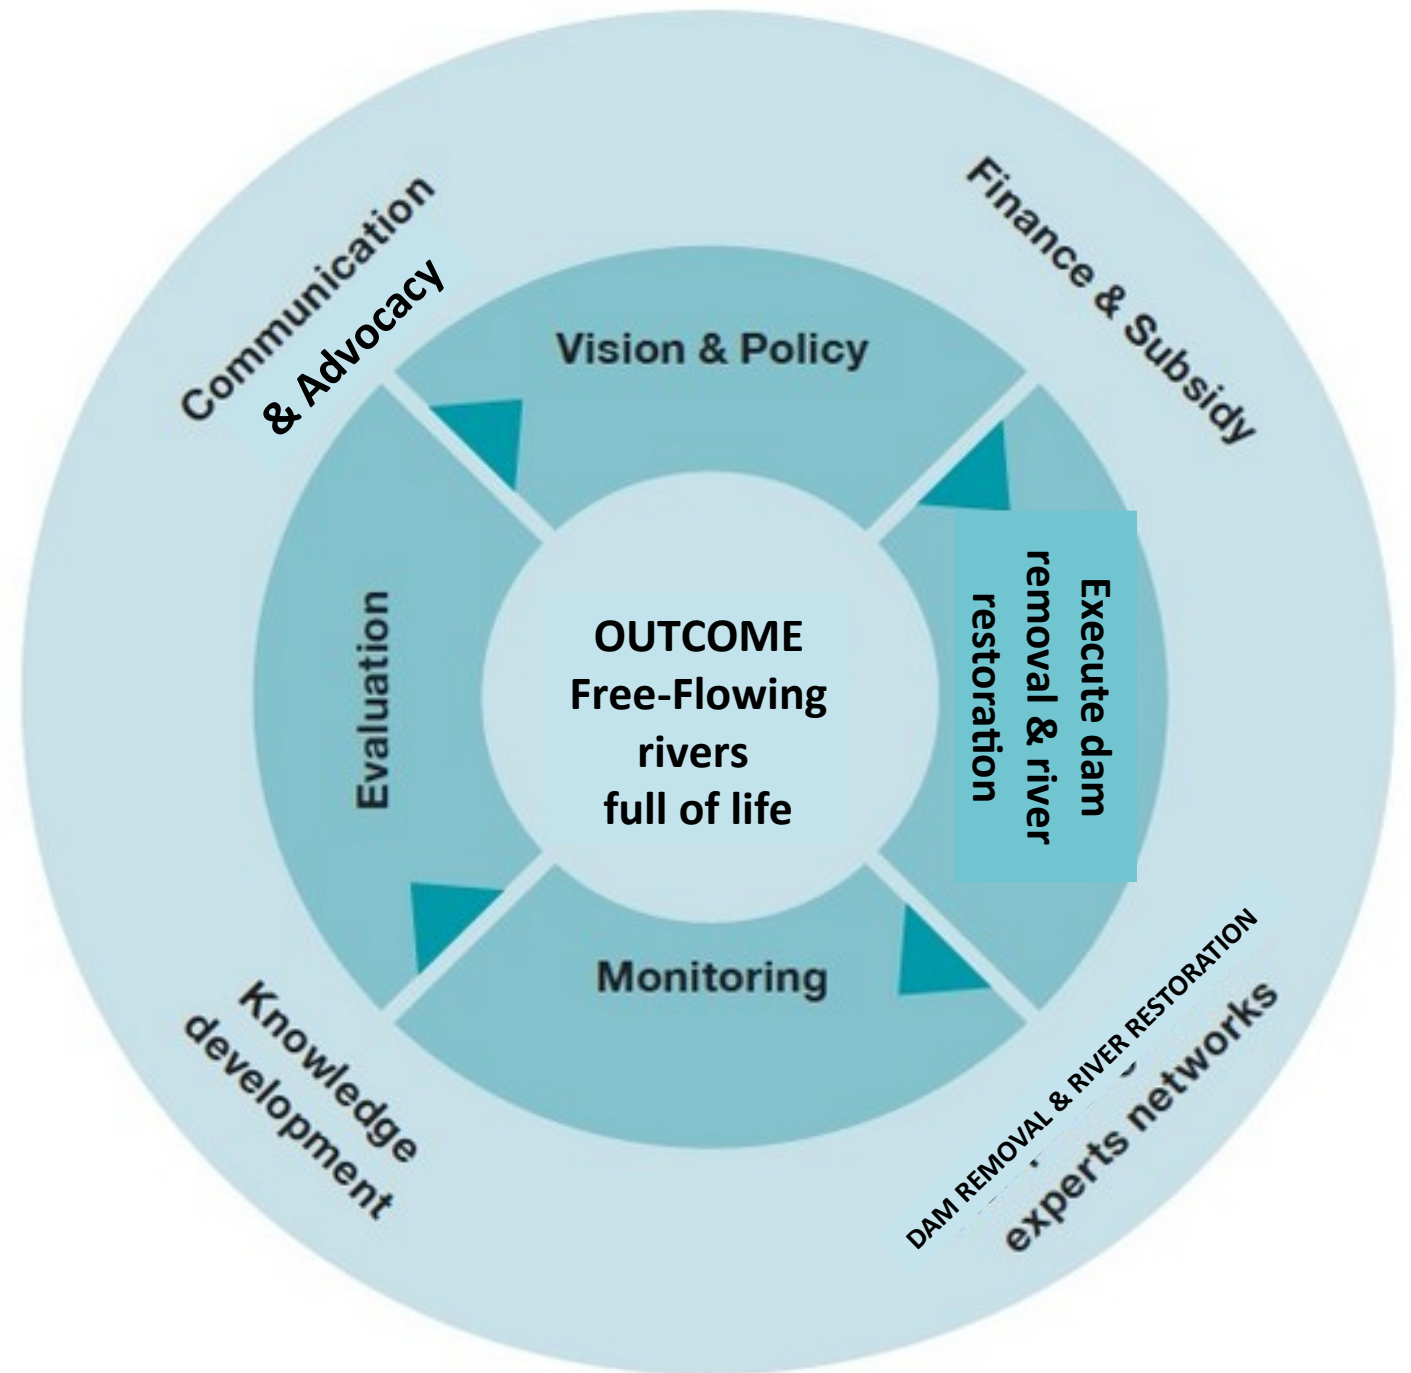 Communication
& Advocacy
Finance & Subsidy
Vision & Policy
Evaluation
OUTCOME
Free-Flowing
rivers
full of life
Execute dam
removal & river
restoration
Monitoring
Knowledge
development
DAM REMOVAL & RIVER RESTORATION
experts networks